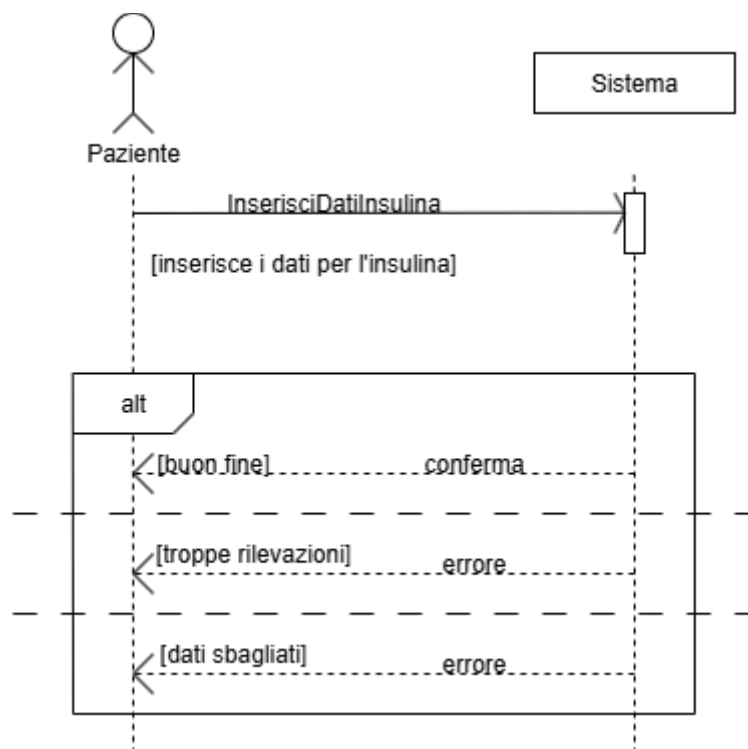 Sistema
Paziente
InserisciDatiInsulina
[inserisce i dati per l'insulina]
alt
[buon fine] conferma
[troppe rilevazioni] errore
[dati sbagliati] errore